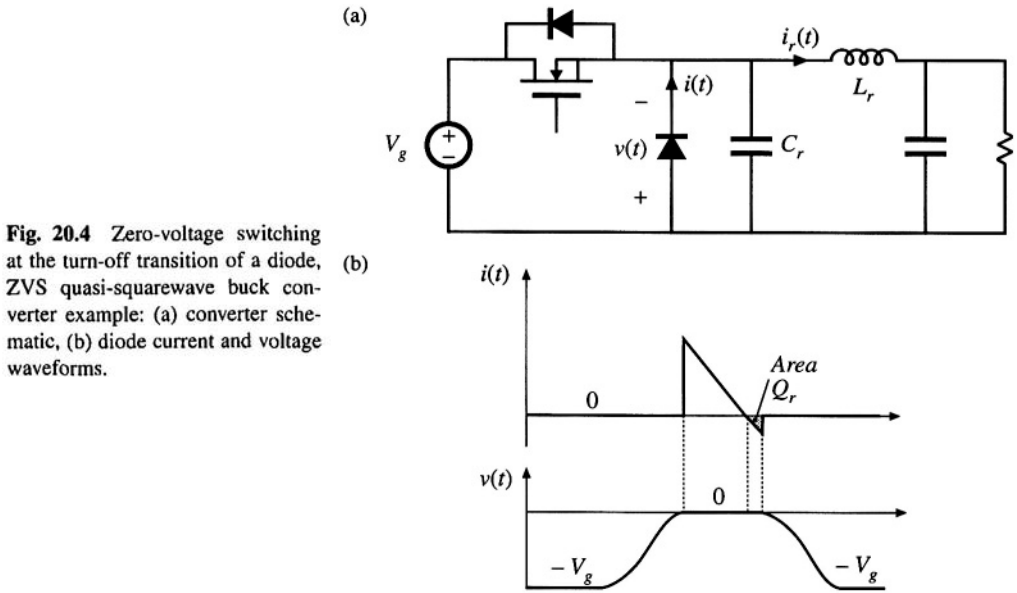 (a)
i_r(t)
L_r
i(t)
−
V_g
+
−
v(t)
C_r
+
Fig. 20.4 Zero-voltage switching
at the turn-off transition of a diode,
ZVS quasi-squarewave buck con-
verter example: (a) converter sche-
matic, (b) diode current and voltage
waveforms.
(b)
i(t)
Area
Q_r
0
v(t)
0
− V_g
− V_g